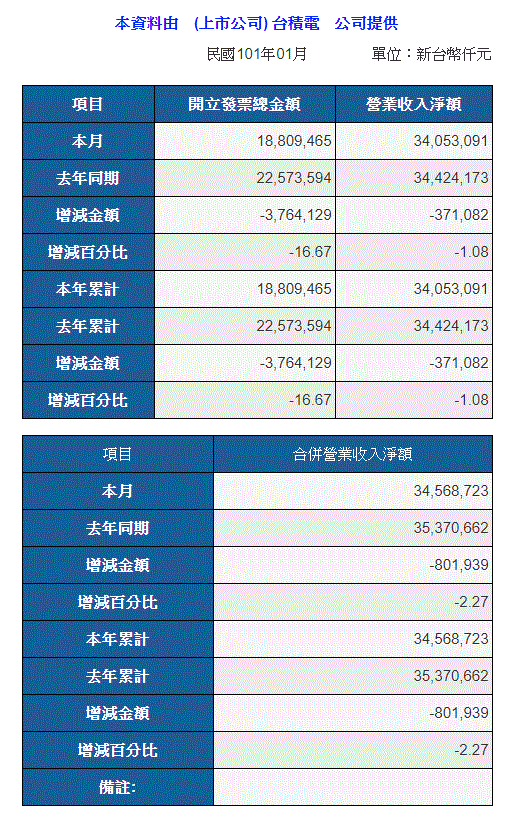 本資料由　(上市公司) 台積電　公司提供
民國101年01月 單位：新台幣仟元
項目 開立發票總金額 營業收入淨額
本月 18,809,465 34,053,091
去年同期 22,573,594 34,424,173
增減金額 -3,764,129 -371,082
增減百分比 -16.67 -1.08
本年累計 18,809,465 34,053,091
去年累計 22,573,594 34,424,173
增減金額 -3,764,129 -371,082
增減百分比 -16.67 -1.08
項目 合併營業收入淨額
本月 34,568,723
去年同期 35,370,662
增減金額 -801,939
增減百分比 -2.27
本年累計 34,568,723
去年累計 35,370,662
增減金額 -801,939
增減百分比 -2.27
備註: